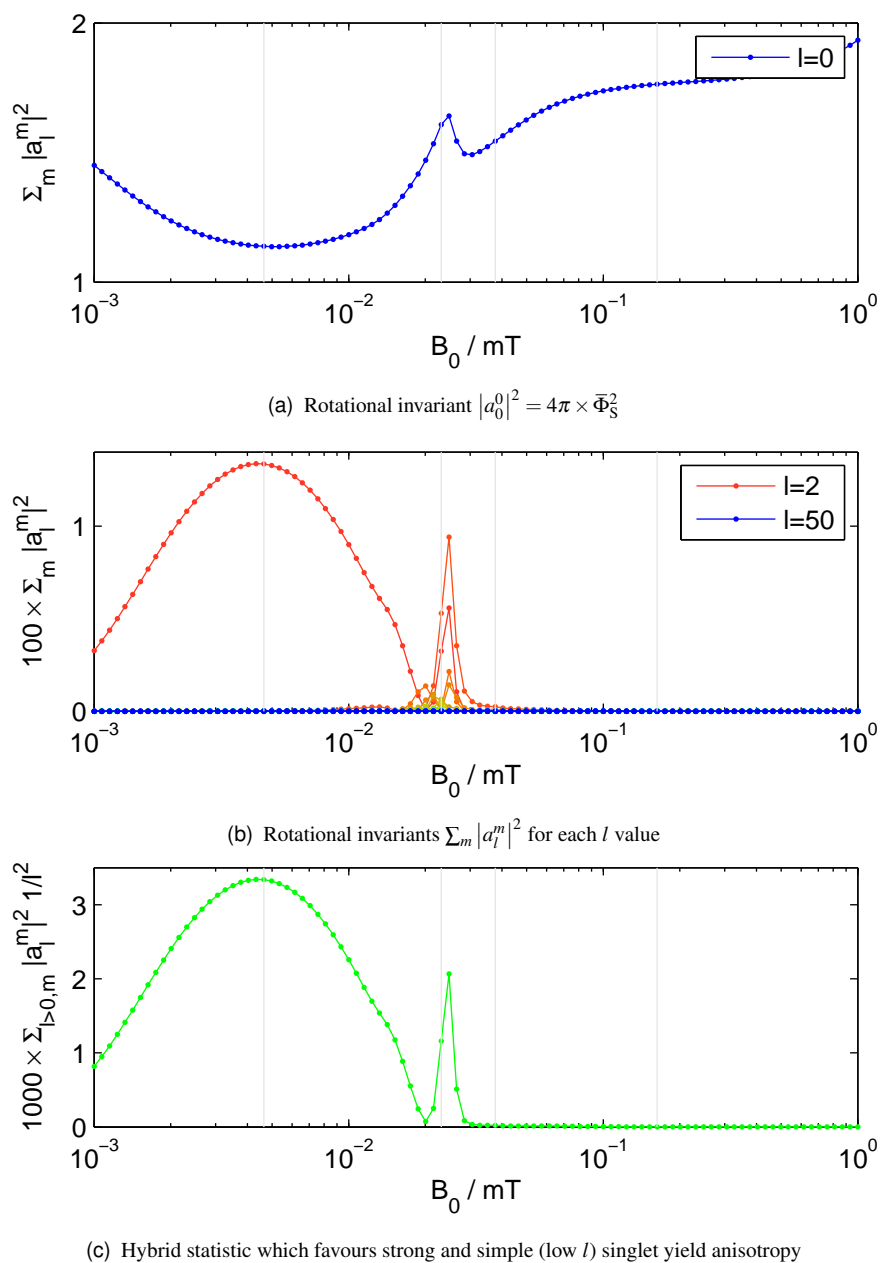 2
l=0
Σ_m |a_l^m|^2
1
10^−3 10^−2 10^−1 10^0
B_0 / mT
(a) Rotational invariant |a_0^0|^2 = 4π × Φ̄_S^2
l=2
l=50
1
100 × Σ_m |a_l^m|^2
0
10^−3 10^−2 10^−1 10^0
B_0 / mT
(b) Rotational invariants ∑_m |a_l^m|^2 for each l value
3
2
1
1000 × Σ_{l>0,m} |a_l^m|^2 1/l^2
0
10^−3 10^−2 10^−1 10^0
B_0 / mT
(c) Hybrid statistic which favours strong and simple (low l) singlet yield anisotropy